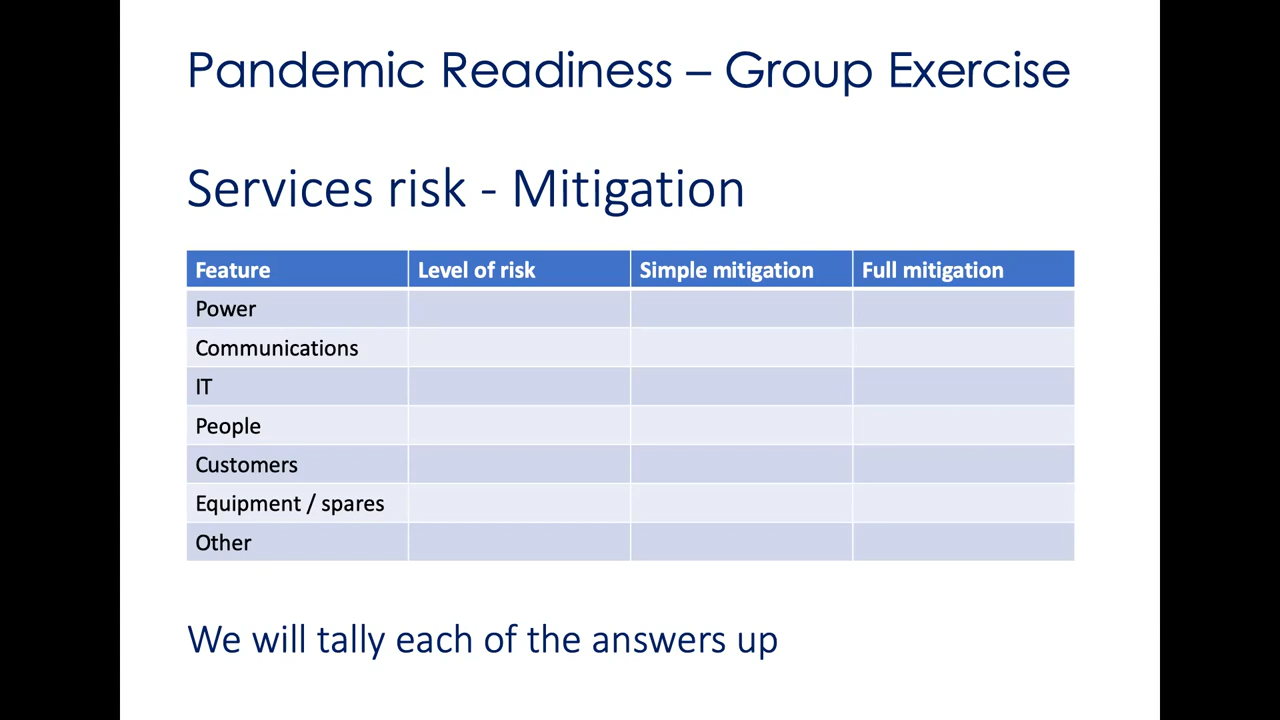 Pandemic Readiness – Group Exercise
Services risk - Mitigation
Feature Level of risk Simple mitigation Full mitigation
Power
Communications
IT
People
Customers
Equipment / spares
Other
We will tally each of the answers up